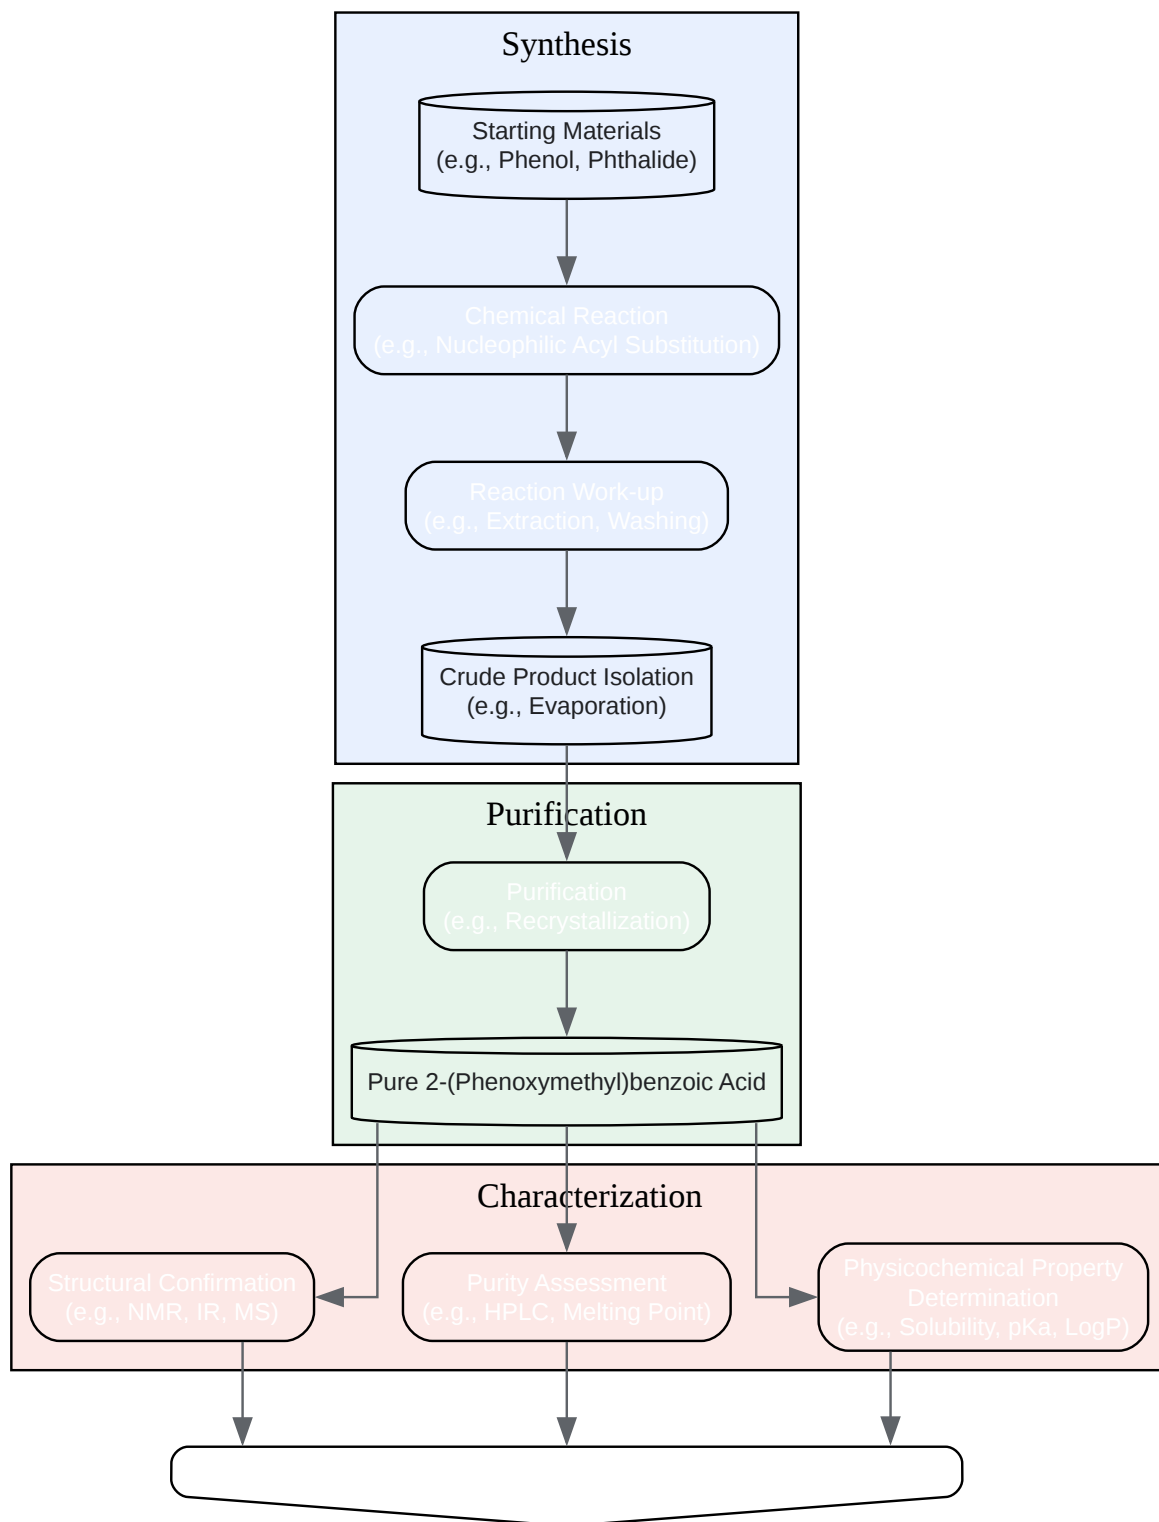 Synthesis
Starting Materials
(e.g., Phenol, Phthalide)
Chemical Reaction
(e.g., Nucleophilic Acyl Substitution)
Reaction Work-up
(e.g., Extraction, Washing)
Crude Product Isolation
(e.g., Evaporation)
Purification
Purification
(e.g., Recrystallization)
Pure 2-(Phenoxymethyl)benzoic Acid
Characterization
Structural Confirmation
(e.g., NMR, IR, MS)
Purity Assessment
(e.g., HPLC, Melting Point)
Physicochemical Property
Determination
(e.g., Solubility, pKa, LogP)